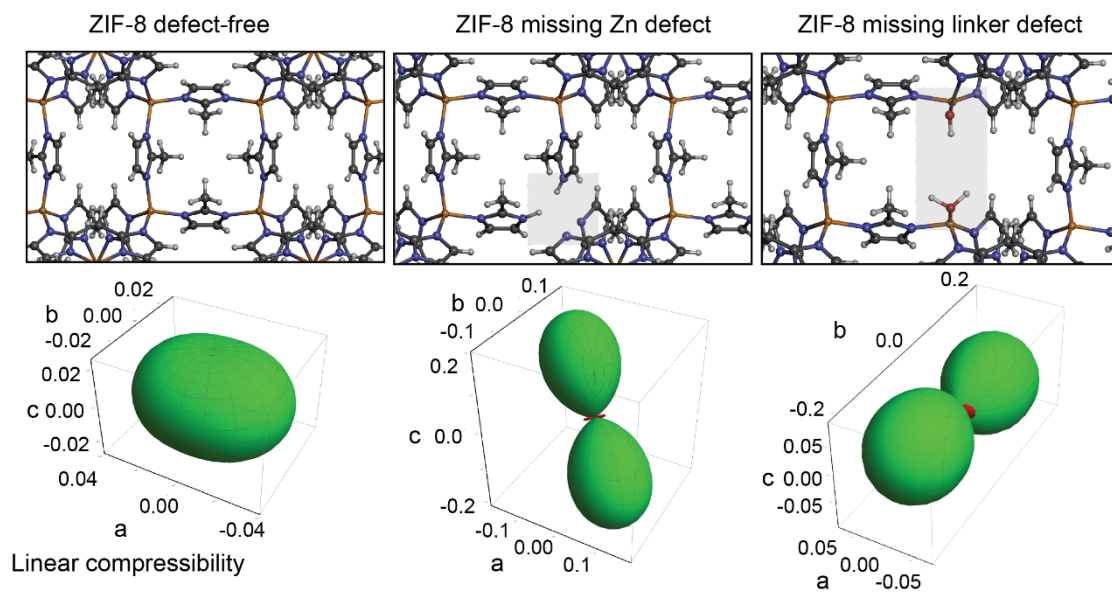 ZIF-8 defect-free
ZIF-8 missing Zn defect
ZIF-8 missing linker defect
0.02
b
0.00
-0.02
0.02
c 0.00
-0.02
0.04
0.00
-0.04
a
b
0.1
0.0
-0.1
0.2
c 0.0
-0.2
-0.1
0.00
0.1
a
0.2
b
0.0
-0.2
0.05
c 0.00
-0.05
0.05
0.00
-0.05
a
Linear compressibility